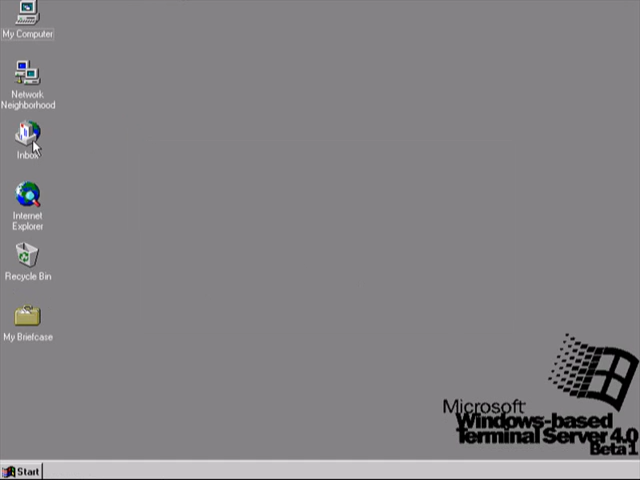 My Computer
Network
Neighborhood
Inbox
Internet
Explorer
Recycle Bin
My Briefcase
Microsoft
Windows-based
Terminal Server 4.0
Beta 1
Start